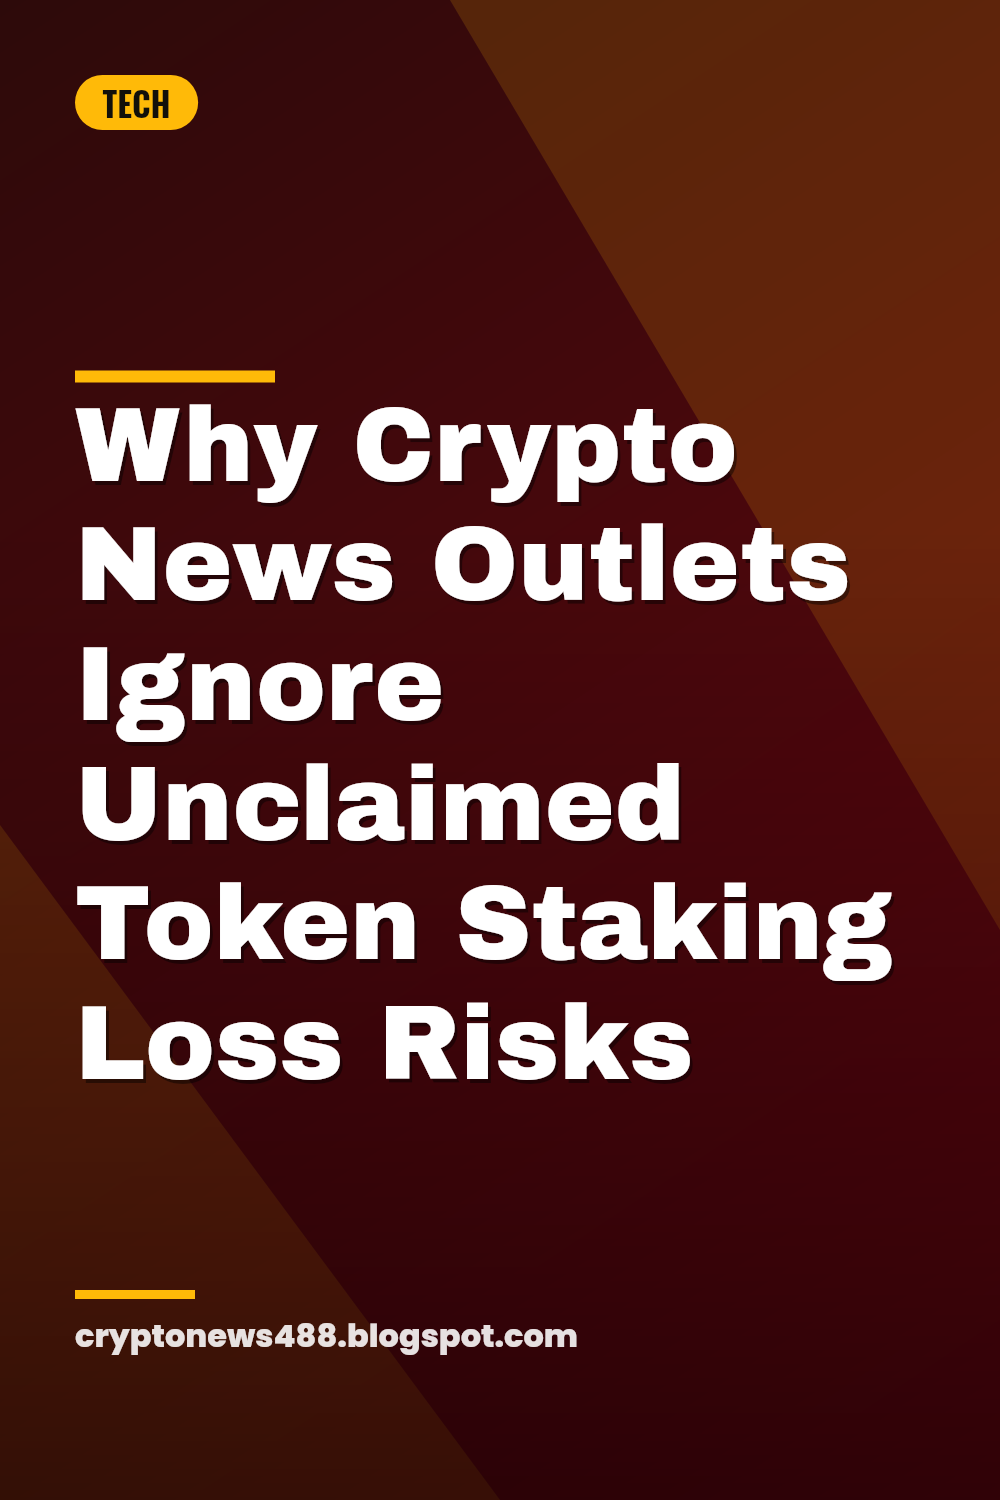 TECH
Why Crypto
News Outlets
Ignore
Unclaimed
Token Staking
Loss Risks
cryptonews488.blogspot.com